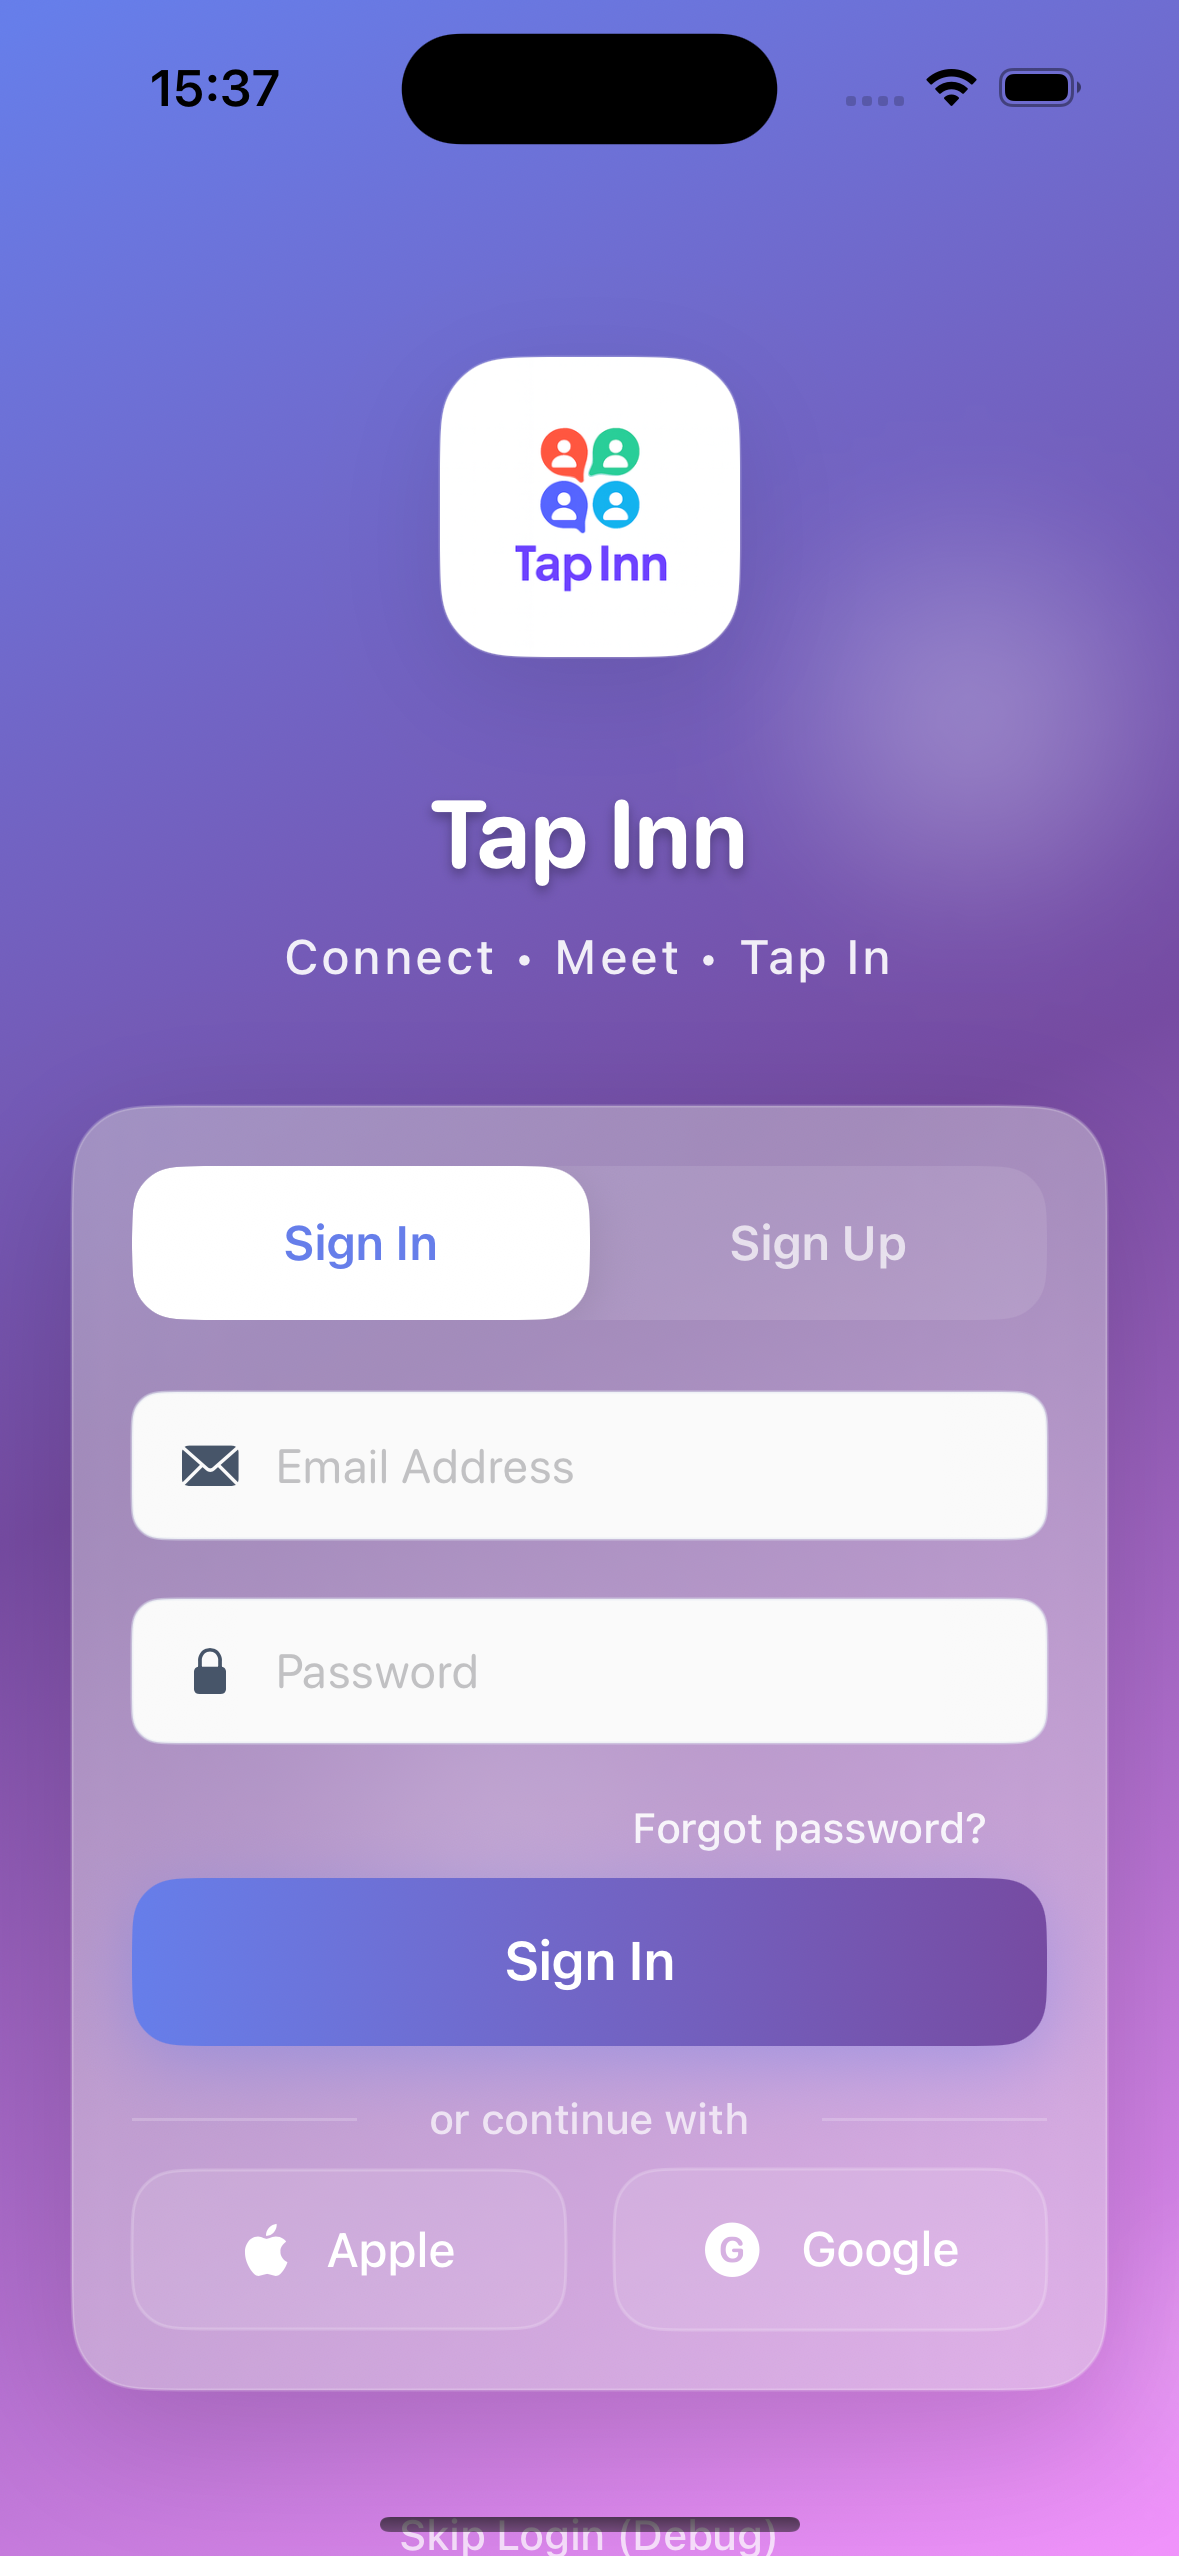 15:37
Tap Inn
Tap Inn
Connect • Meet • Tap In
Sign In
Sign Up
Email Address
Password
Forgot password?
Sign In
or continue with
Apple
G Google
Skip Login (Debug)